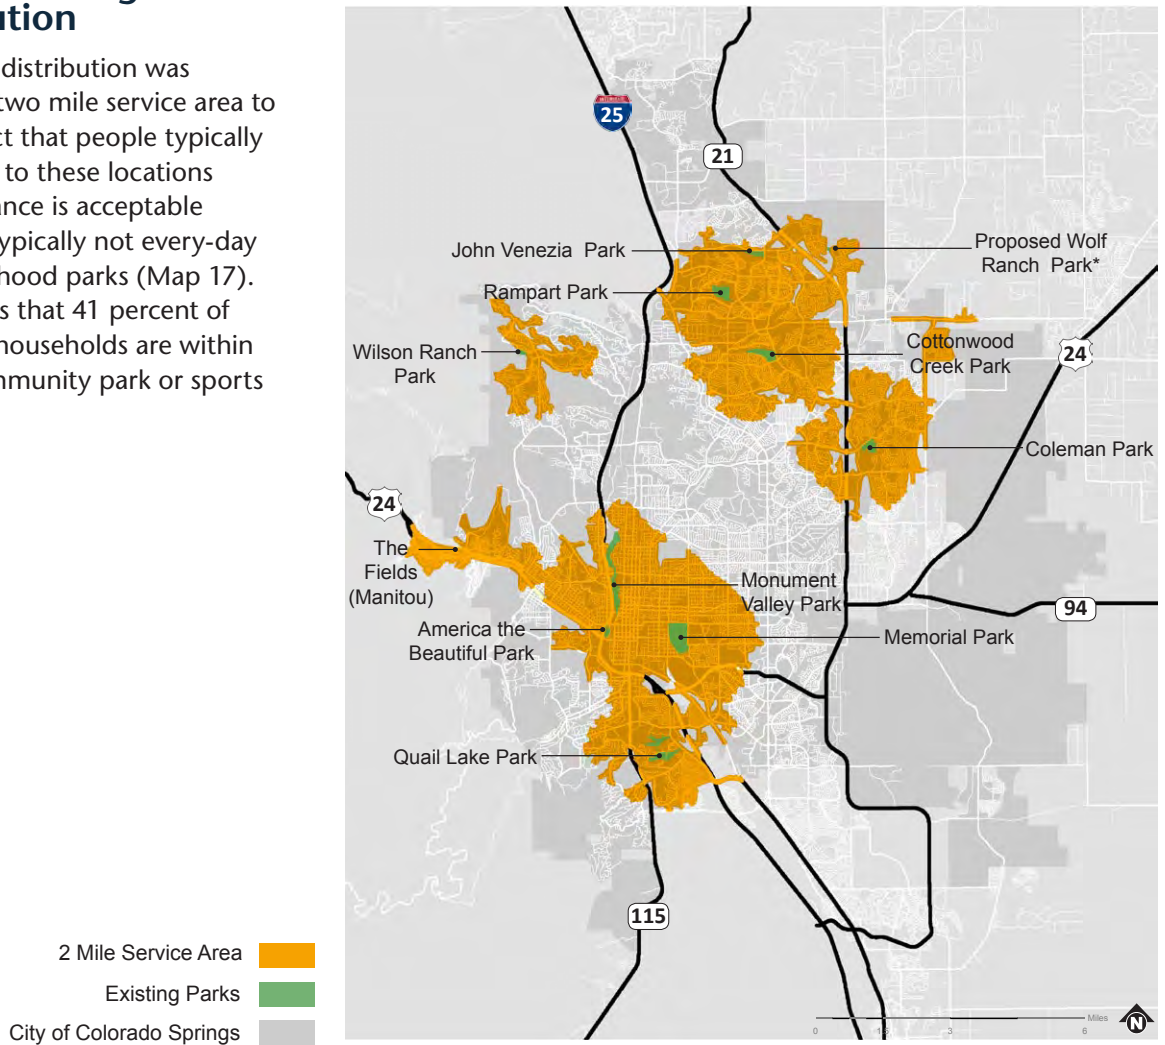 ution
distribution was
two mile service area to
ct that people typically
to these locations
ance is acceptable
ypically not every-day
hood parks (Map 17).
s that 41 percent of
households are within
mmunity park or sports
25
21
John Venezia Park
Proposed Wolf
Ranch Park*
Rampart Park
Wilson Ranch
Park
Cottonwood
Creek Park
24
Coleman Park
24
The
Fields
(Manitou)
Monument
Valley Park
94
America the
Beautiful Park
Memorial Park
Quail Lake Park
115
2 Mile Service Area
Existing Parks
City of Colorado Springs
Miles
0
3
6
N